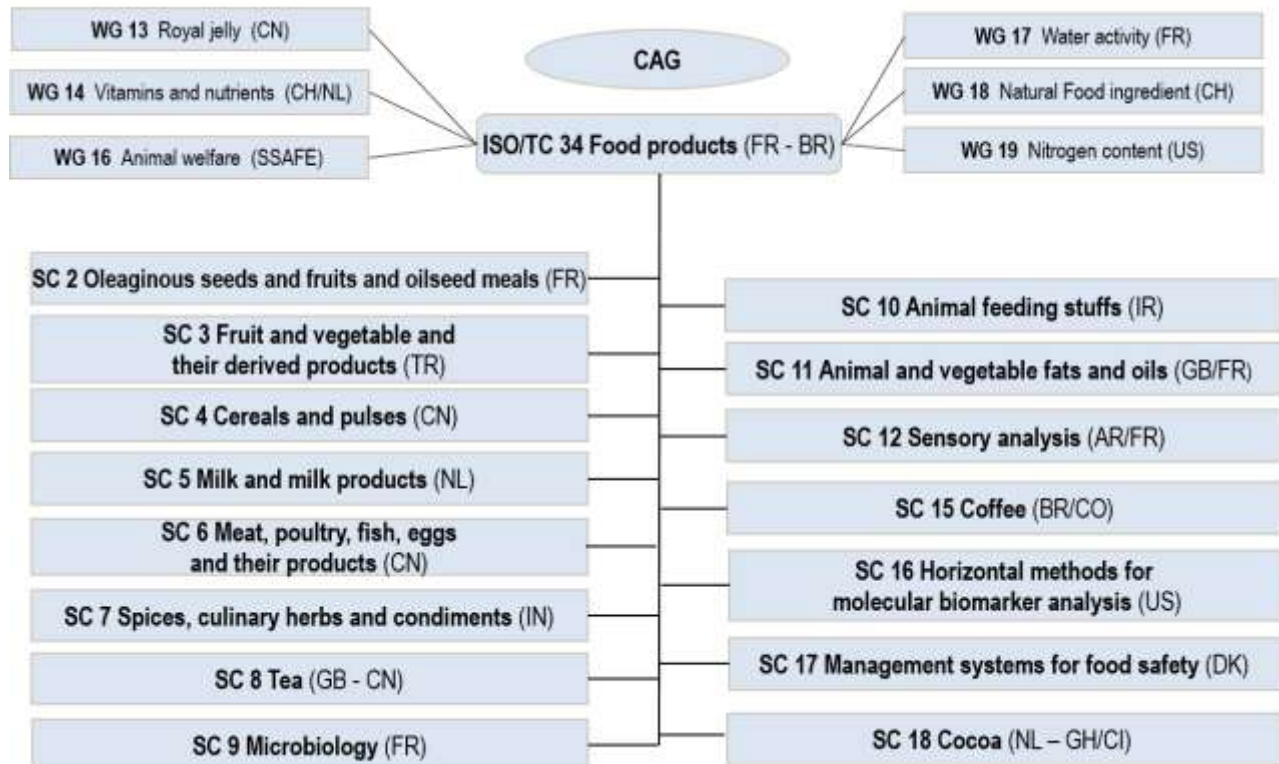 WG 13 Royal jelly (CN)
WG 14 Vitamins and nutrients (CH/NL)
WG 16 Animal welfare (SSAFE)
CAG
ISO/TC 34 Food products (FR - BR)
WG 17 Water activity (FR)
WG 18 Natural Food ingredient (CH)
WG 19 Nitrogen content (US)
SC 2 Oleaginous seeds and fruits and oilseed meals (FR)
SC 3 Fruit and vegetable and
their derived products (TR)
SC 4 Cereals and pulses (CN)
SC 5 Milk and milk products (NL)
SC 6 Meat, poultry, fish, eggs
and their products (CN)
SC 7 Spices, culinary herbs and condiments (IN)
SC 8 Tea (GB - CN)
SC 9 Microbiology (FR)
SC 10 Animal feeding stuffs (IR)
SC 11 Animal and vegetable fats and oils (GB/FR)
SC 12 Sensory analysis (AR/FR)
SC 15 Coffee (BR/CO)
SC 16 Horizontal methods for
molecular biomarker analysis (US)
SC 17 Management systems for food safety (DK)
SC 18 Cocoa (NL – GH/CI)